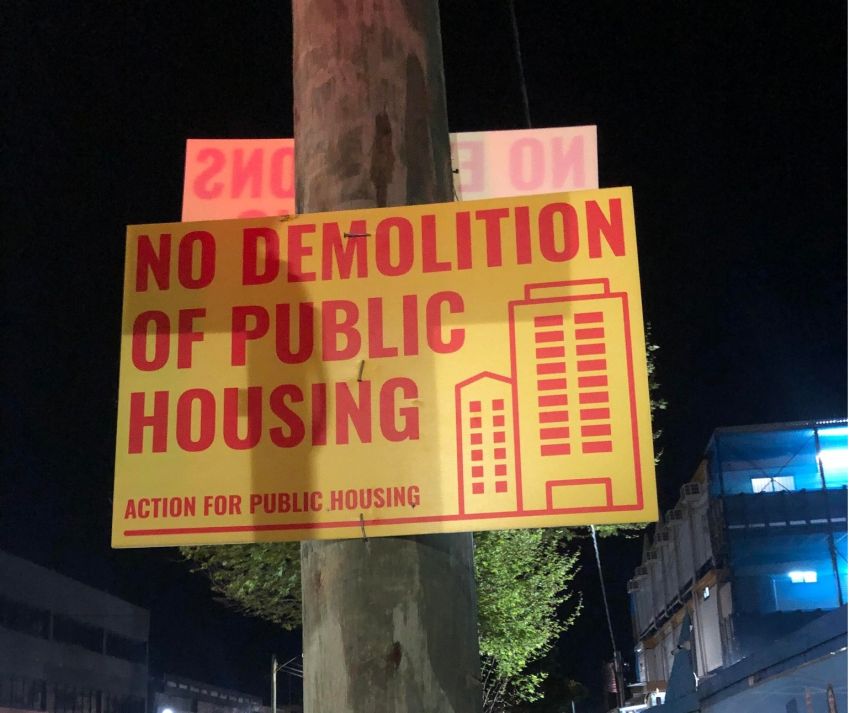 NO DEMOLITION
OF PUBLIC
HOUSING
ACTION FOR PUBLIC HOUSING